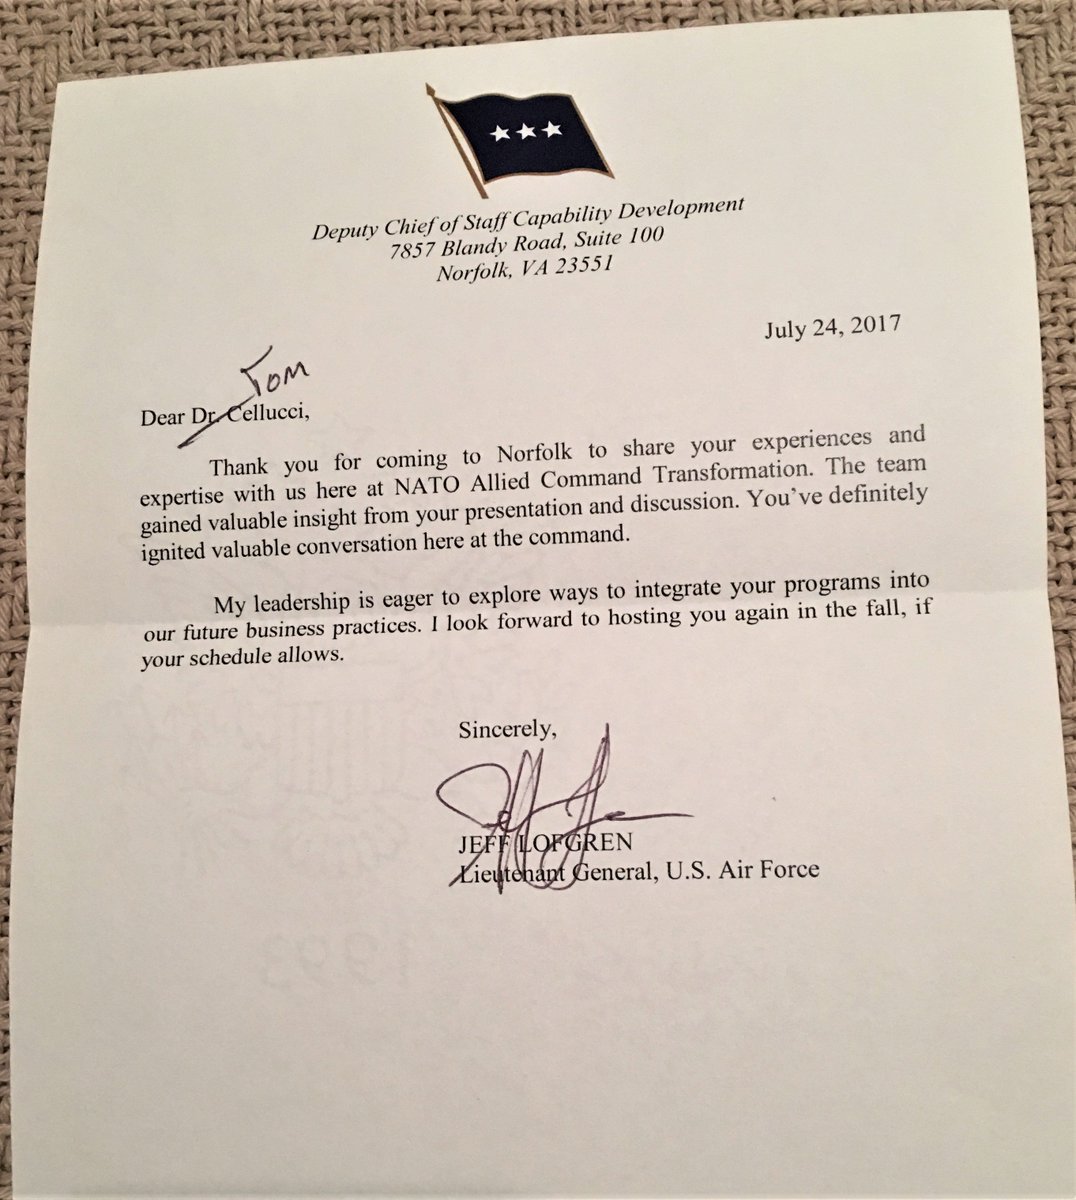 Deputy Chief of Staff Capability Development
7857 Blandy Road, Suite 100
Norfolk, VA 23551
July 24, 2017
Tom
Dear Dr. Cellucci,
Thank you for coming to Norfolk to share your experiences and
expertise with us here at NATO Allied Command Transformation. The team
gained valuable insight from your presentation and discussion. You've definitely
ignited valuable conversation here at the command.
My leadership is eager to explore ways to integrate your programs into
our future business practices. I look forward to hosting you again in the fall, if
your schedule allows.
Sincerely,
JEFF LOFGREN
Lieutenant General, U.S. Air Force